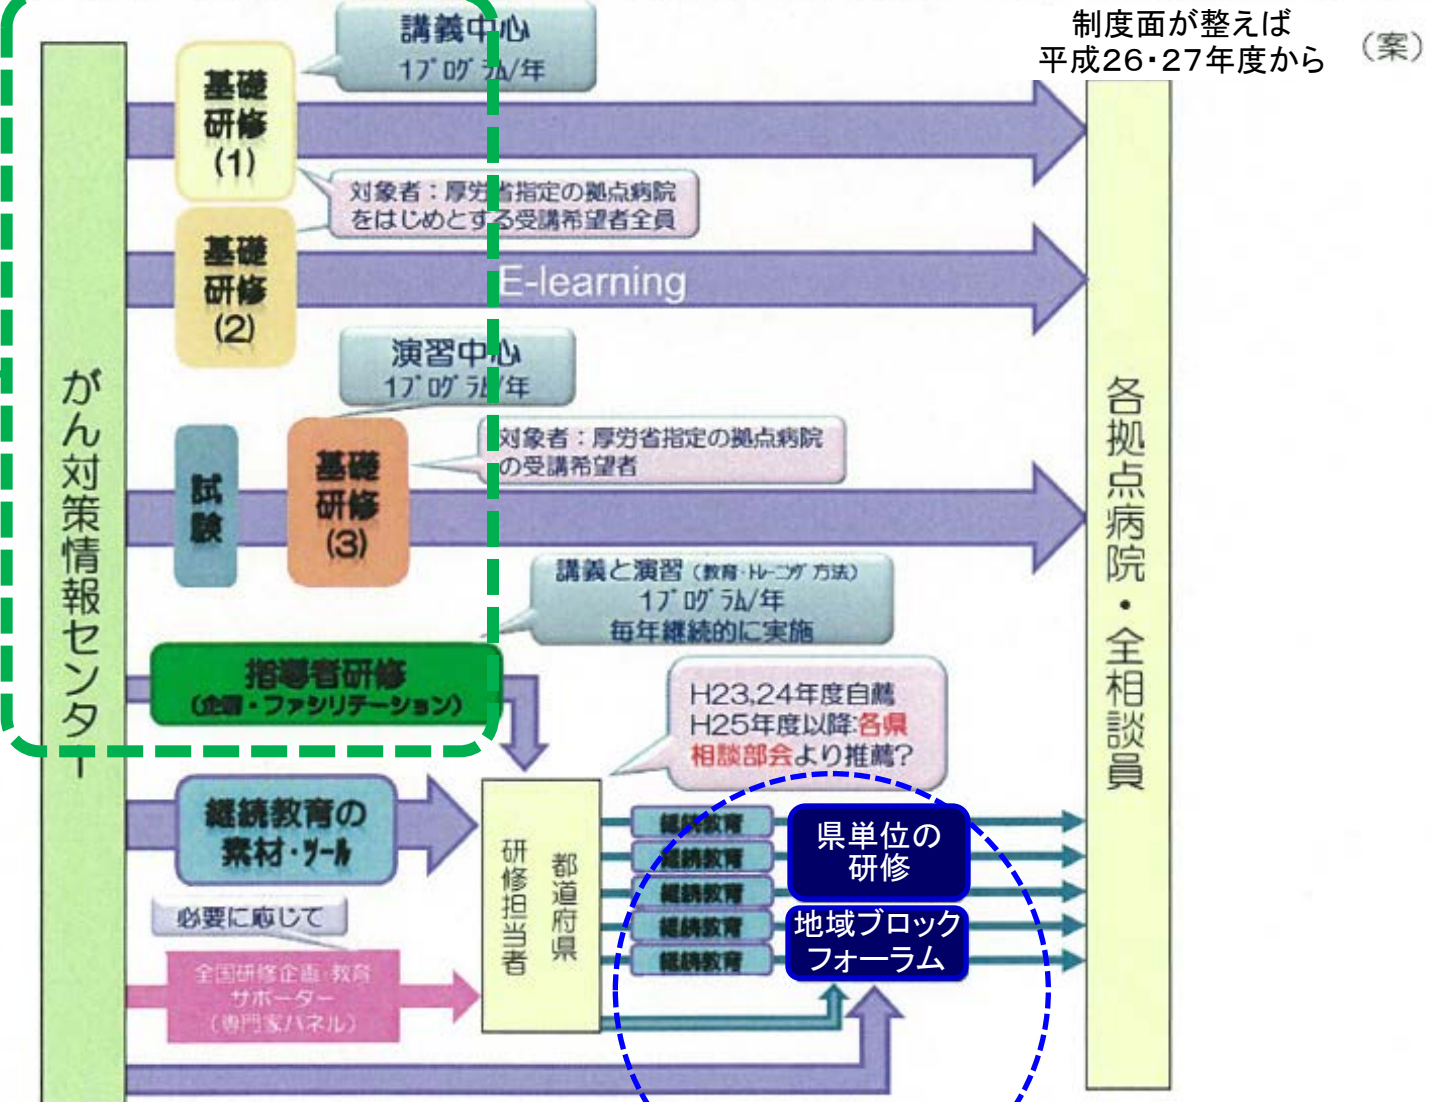 制度面が整えば
平成26・27年度から
（案）
講義中心
1プログラム/年
基礎
研修
(1)
対象者：厚労省指定の拠点病院
をはじめとする受講希望者全員
基礎
研修
(2)
E-learning
演習中心
1プログラム/年
対象者：厚労省指定の拠点病院
の受講希望者
試験
基礎
研修
(3)
講義と演習（教育・トレーニング方法）
1プログラム/年
毎年継続的に実施
がん対策情報センター
各拠点病院・全相談員
指導者研修
(企画・ファシリテーション)
H23,24年度自薦
H25年度以降:各県
相談部会より推薦?
継続教育の
素材・ツール
都道府県
研修担当者
継続教育
継続教育
継続教育
継続教育
継続教育
県単位の
研修
地域ブロック
フォーラム
必要に応じて
全国研修企画・教育
サポーター
（専門家パネル）